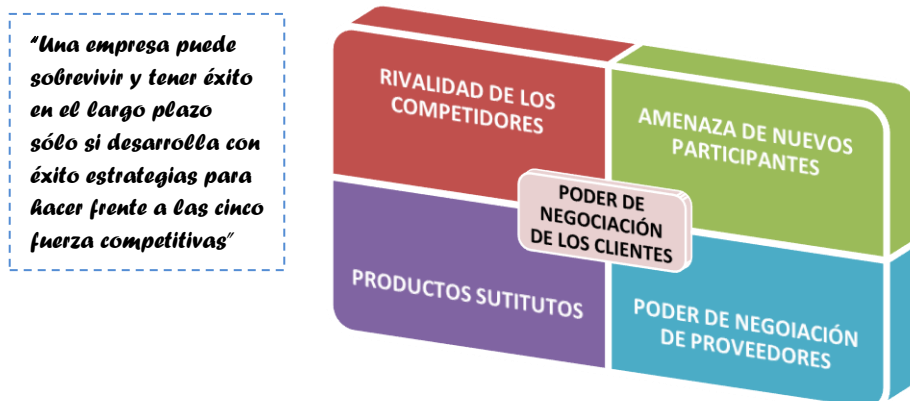 “Una empresa puede
sobrevivir y tener éxito
en el largo plazo
sólo si desarrolla con
éxito estrategias para
hacer frente a las cinco
fuerza competitivas”
RIVALIDAD DE LOS
COMPETIDORES
AMENAZA DE NUEVOS
PARTICIPANTES
PODER DE
NEGOCIACIÓN
DE LOS CLIENTES
PRODUCTOS SUTITUTOS
PODER DE NEGOIACIÓN
DE PROVEEDORES